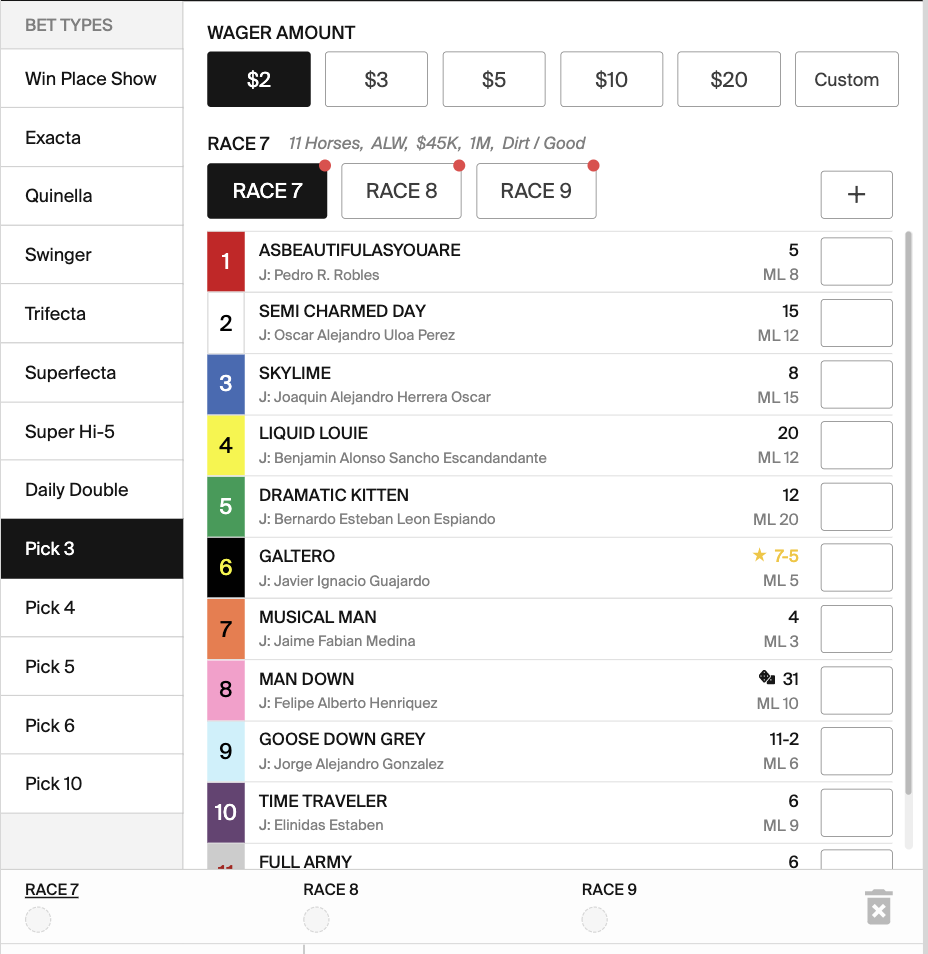 BET TYPES
Win Place Show
Exacta
Quinella
Swinger
Trifecta
Superfecta
Super Hi-5
Daily Double
Pick 3
Pick 4
Pick 5
Pick 6
Pick 10
WAGER AMOUNT
$2 $3 $5 $10 $20 Custom
RACE 7 11 Horses, ALW, $45K, 1M, Dirt / Good
RACE 7 RACE 8 RACE 9 +
1 ASBEAUTIFULASYOUARE 5
J: Pedro R. Robles ML 8
2 SEMI CHARMED DAY 15
J: Oscar Alejandro Uloa Perez ML 12
3 SKYLIME 8
J: Joaquin Alejandro Herrera Oscar ML 15
4 LIQUID LOUIE 20
J: Benjamin Alonso Sancho Escandandante ML 12
5 DRAMATIC KITTEN 12
J: Bernardo Esteban Leon Espiando ML 20
6 GALTERO ★ 7-5
J: Javier Ignacio Guajardo ML 5
7 MUSICAL MAN 4
J: Jaime Fabian Medina ML 3
8 MAN DOWN 31
J: Felipe Alberto Henriquez ML 10
9 GOOSE DOWN GREY 11-2
J: Jorge Alejandro Gonzalez ML 6
10 TIME TRAVELER 6
J: Elinidas Estaben ML 9
11 FULL ARMY 6
RACE 7 RACE 8 RACE 9